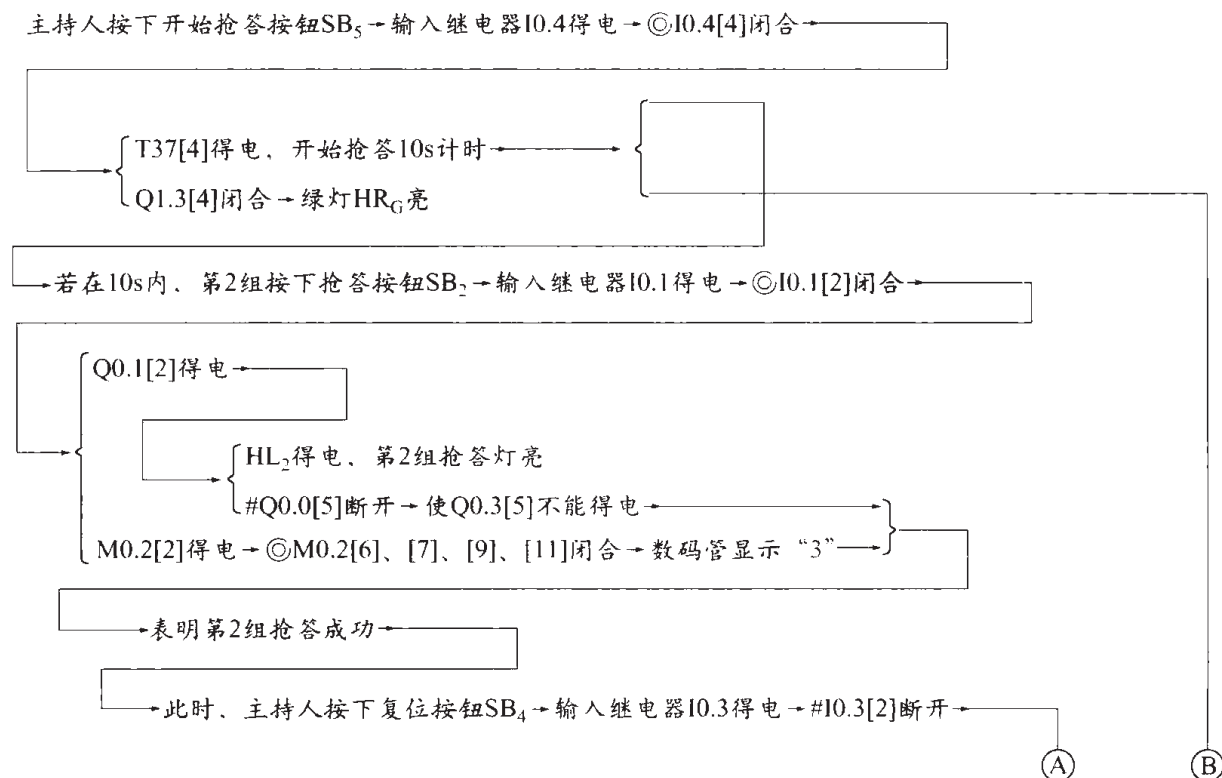 主持人按下开始抢答按钮SB₅→输入继电器I0.4得电→◎I0.4[4]闭合
T37[4]得电、开始抢答10s计时
Q1.3[4]闭合→绿灯HR_G亮
若在10s内、第2组按下抢答按钮SB₂→输入继电器I0.1得电→◎I0.1[2]闭合
Q0.1[2]得电
HL₂得电、第2组抢答灯亮
#Q0.0[5]断开→使Q0.3[5]不能得电
M0.2[2]得电→◎M0.2[6]、[7]、[9]、[11]闭合→数码管显示“3”
表明第2组抢答成功
此时、主持人按下复位按钮SB₄→输入继电器I0.3得电→#I0.3[2]断开
A B